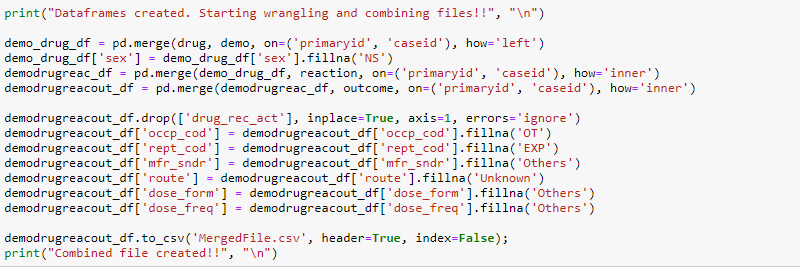 print("Dataframes created. Starting wrangling and combining files!!", "\n")
demo_drug_df = pd.merge(drug, demo, on=('primaryid', 'caseid'), how='left')
demo_drug_df['sex'] = demo_drug_df['sex'].fillna('NS')
demodrugreac_df = pd.merge(demo_drug_df, reaction, on=('primaryid', 'caseid'), how='inner')
demodrugreacout_df = pd.merge(demodrugreac_df, outcome, on=('primaryid', 'caseid'), how='inner')
demodrugreacout_df.drop(['drug_rec_act'], inplace=True, axis=1, errors='ignore')
demodrugreacout_df['occp_cod'] = demodrugreacout_df['occp_cod'].fillna('OT')
demodrugreacout_df['rept_cod'] = demodrugreacout_df['rept_cod'].fillna('EXP')
demodrugreacout_df['mfr_sndr'] = demodrugreacout_df['mfr_sndr'].fillna('Others')
demodrugreacout_df['route'] = demodrugreacout_df['route'].fillna('Unknown')
demodrugreacout_df['dose_form'] = demodrugreacout_df['dose_form'].fillna('Others')
demodrugreacout_df['dose_freq'] = demodrugreacout_df['dose_freq'].fillna('Others')
demodrugreacout_df.to_csv('MergedFile.csv', header=True, index=False);
print("Combined file created!!", "\n")